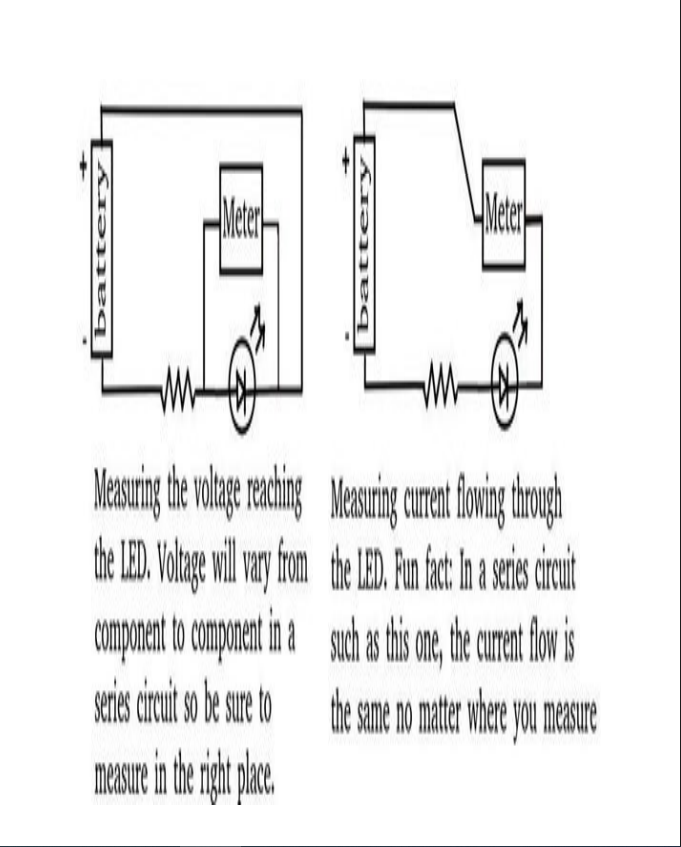 +
battery
-
Meter
+
battery
-
Meter
Measuring the voltage reaching
the LED. Voltage will vary from
component to component in a
series circuit so be sure to
measure in the right place.
Measuring current flowing through
the LED. Fun fact: In a series circuit
such as this one, the current flow is
the same no matter where you measure